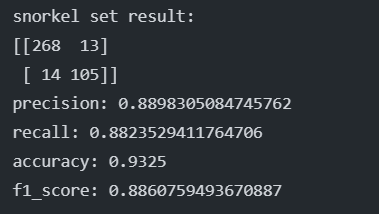 snorkel set result:
[[268  13]
 [ 14 105]]
precision: 0.8898305084745762
recall: 0.8823529411764706
accuracy: 0.9325
f1_score: 0.8860759493670887